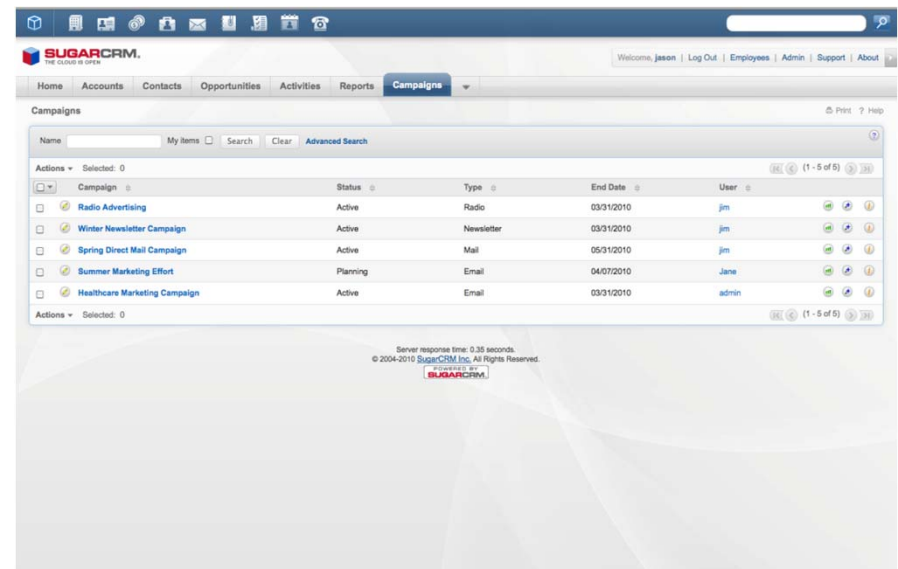 SUGARCRM.
THE CLOUD IS OPEN
Welcome, jason | Log Out | Employees | Admin | Support | About
Home Accounts Contacts Opportunities Activities Reports Campaigns
Campaigns Print ? Help
Name My items Search Clear Advanced Search ?
Actions Selected: 0 (1 - 5 of 5)
Campaign Status Type End Date User
Radio Advertising Active Radio 03/31/2010 jim
Winter Newsletter Campaign Active Newsletter 03/31/2010 jim
Spring Direct Mail Campaign Active Mail 05/31/2010 jim
Summer Marketing Effort Planning Email 04/07/2010 Jane
Healthcare Marketing Campaign Active Email 03/31/2010 admin
Actions Selected: 0 (1 - 5 of 5)
Server response time: 0.35 seconds.
© 2004-2010 SugarCRM Inc. All Rights Reserved.
POWERED BY
SUGARCRM